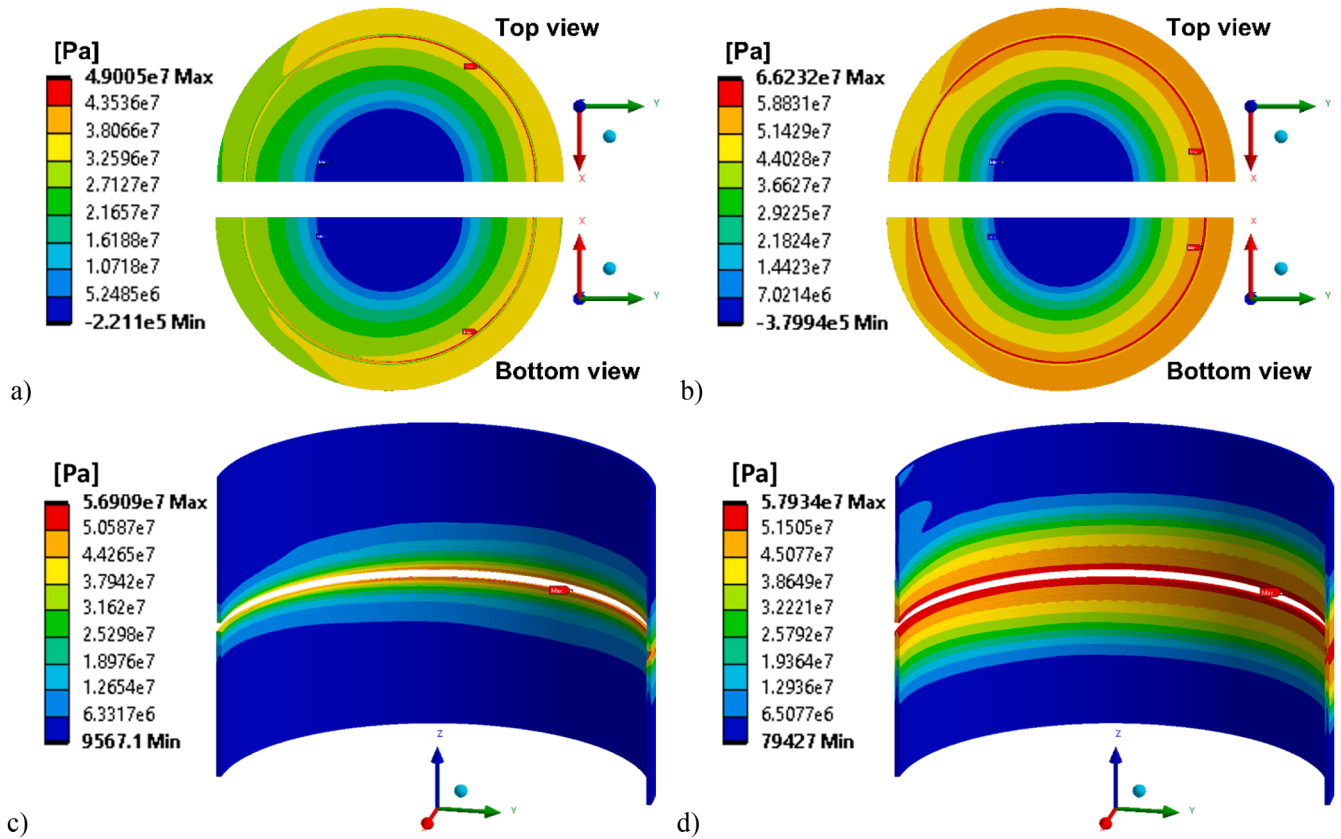 Top view
[Pa]
4.9005e7 Max
4.3536e7
3.8066e7
3.2596e7
2.7127e7
2.1657e7
1.6188e7
1.0718e7
5.2485e6
-2.211e5 Min
Max
Y
X
X
Y
Max
Bottom view
a)
Top view
[Pa]
6.6232e7 Max
5.8831e7
5.1429e7
4.4028e7
3.6627e7
2.9225e7
2.1824e7
1.4423e7
7.0214e6
-3.7994e5 Min
Max
Y
X
X
Max
Y
Bottom view
b)
[Pa]
5.6909e7 Max
5.0587e7
4.4265e7
3.7942e7
3.162e7
2.5298e7
1.8976e7
1.2654e7
6.3317e6
9567.1 Min
Max
Z
Y
c)
[Pa]
5.7934e7 Max
5.1505e7
4.5077e7
3.8649e7
3.2221e7
2.5792e7
1.9364e7
1.2936e7
6.5077e6
79427 Min
Max
Z
Y
d)